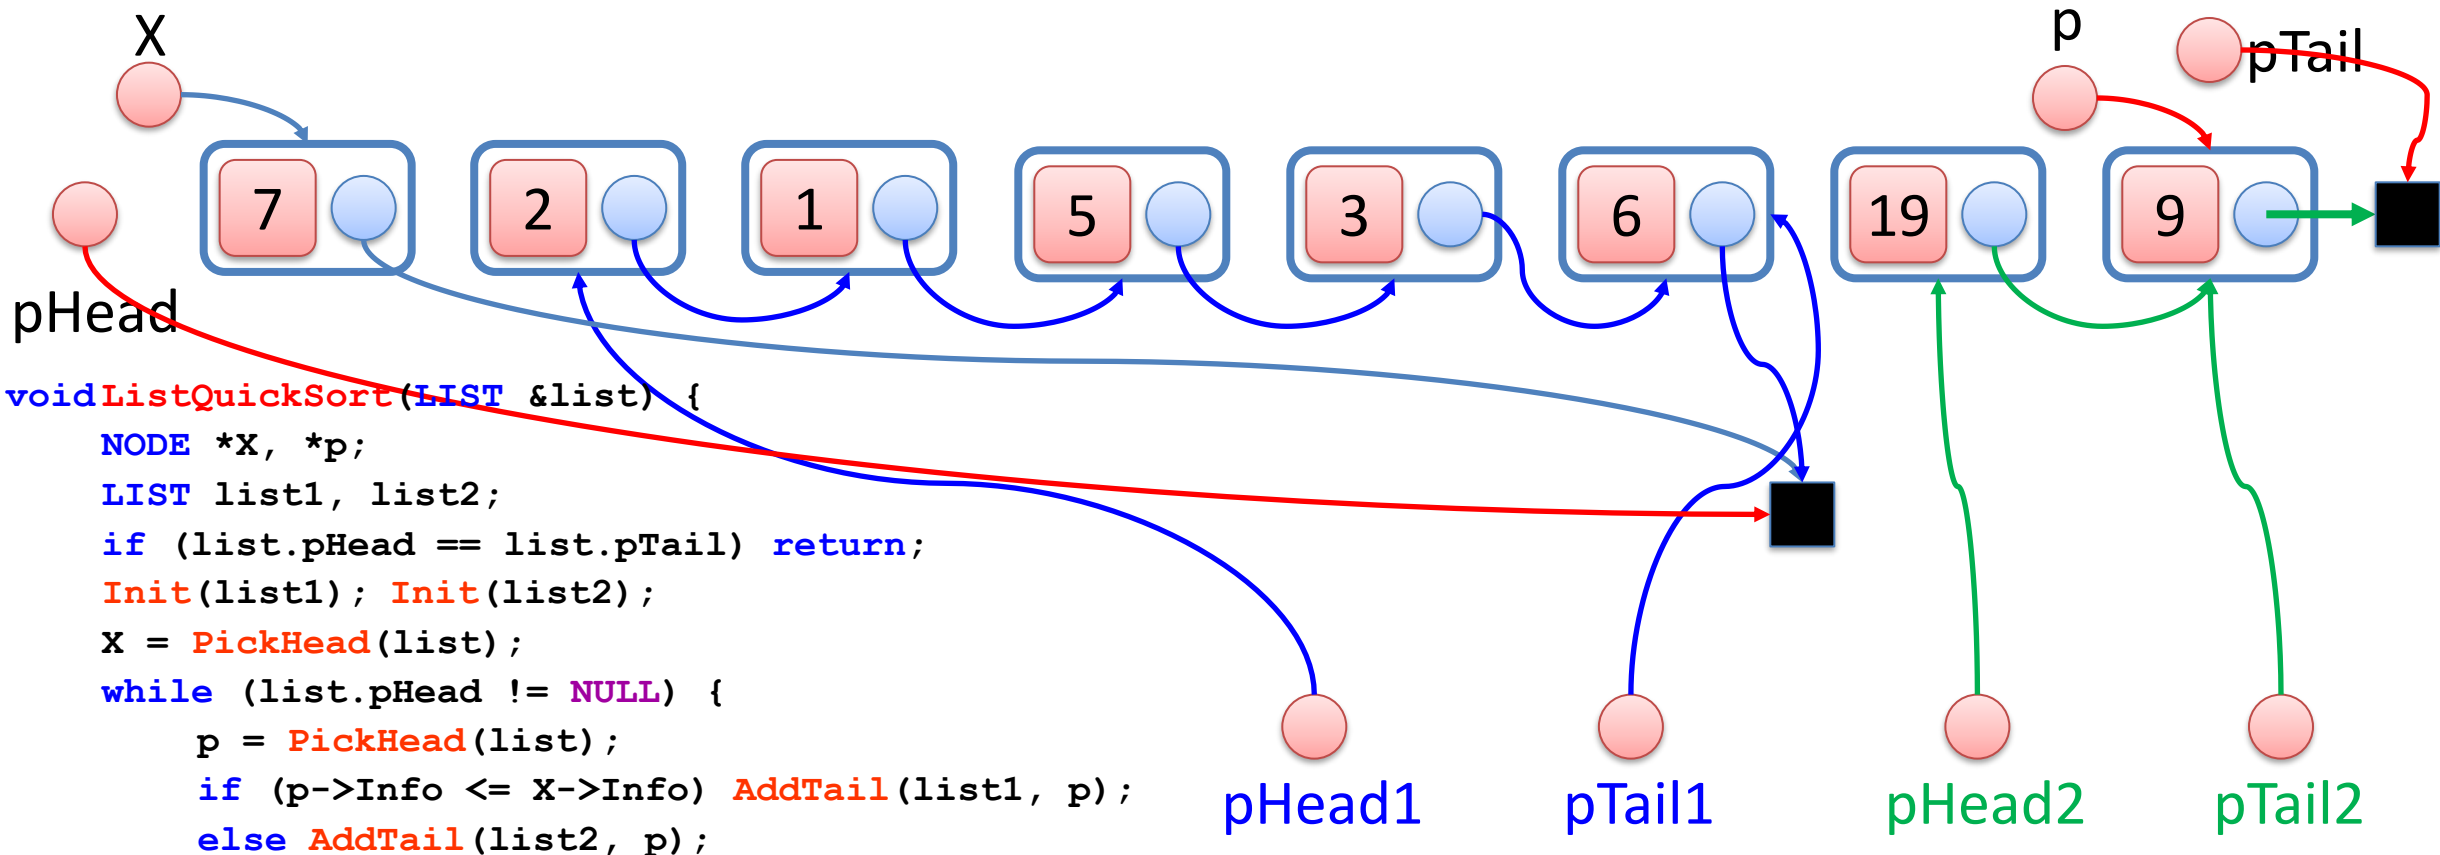 X
p
pTail
7 2 1 5 3 6 19 9
pHead
void ListQuickSort(LIST &list) {
NODE *X, *p;
LIST list1, list2;
if (list.pHead == list.pTail) return;
Init(list1); Init(list2);
X = PickHead(list);
while (list.pHead != NULL) {
p = PickHead(list);
if (p->Info <= X->Info) AddTail(list1, p);
else AddTail(list2, p);
pHead1 pTail1 pHead2 pTail2